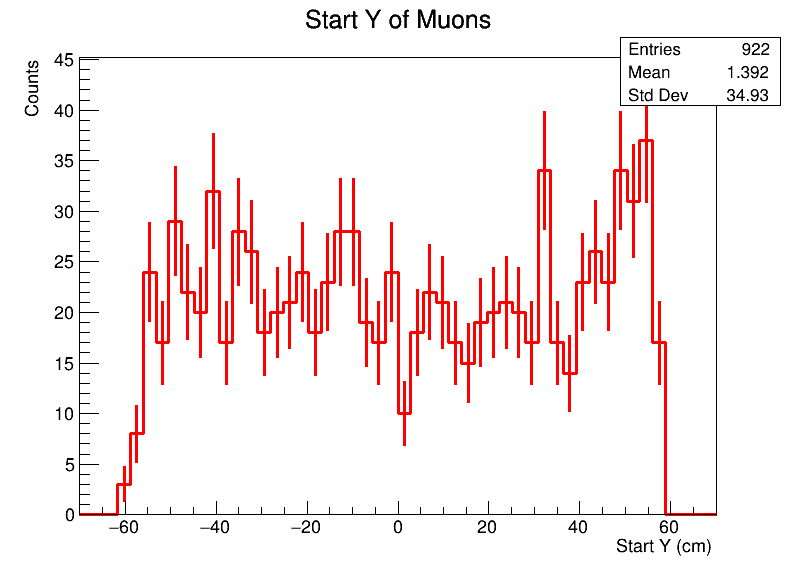 Start Y of Muons
Entries 922
Mean 1.392
Std Dev 34.93
Counts
45
40
35
30
25
20
15
10
5
0
−60 −40 −20 0 20 40 60
Start Y (cm)